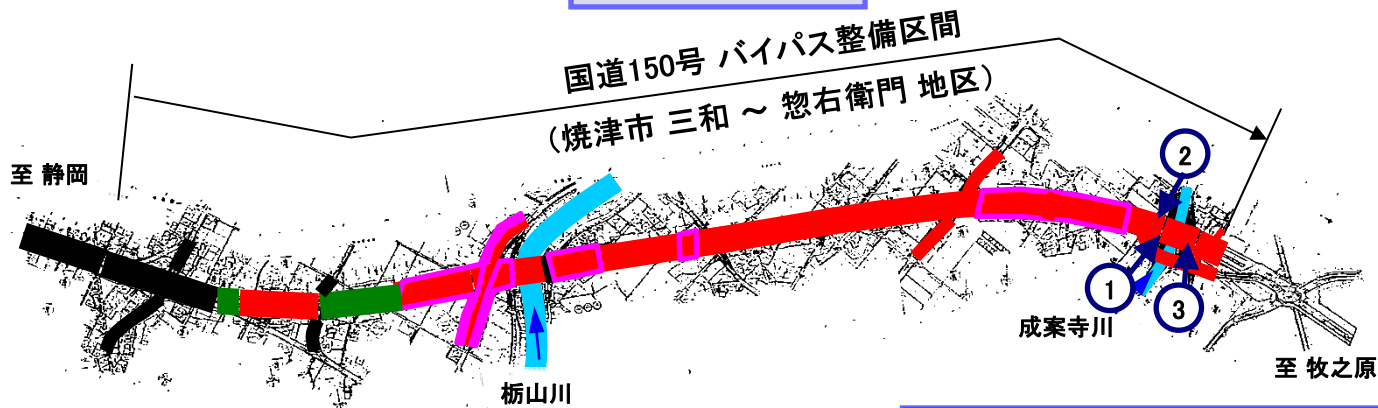 国道150号 バイパス整備区間
(焼津市 三和 ～ 惣右衛門 地区)
至 静岡
2
1
3
成案寺川
至 牧之原
栃山川